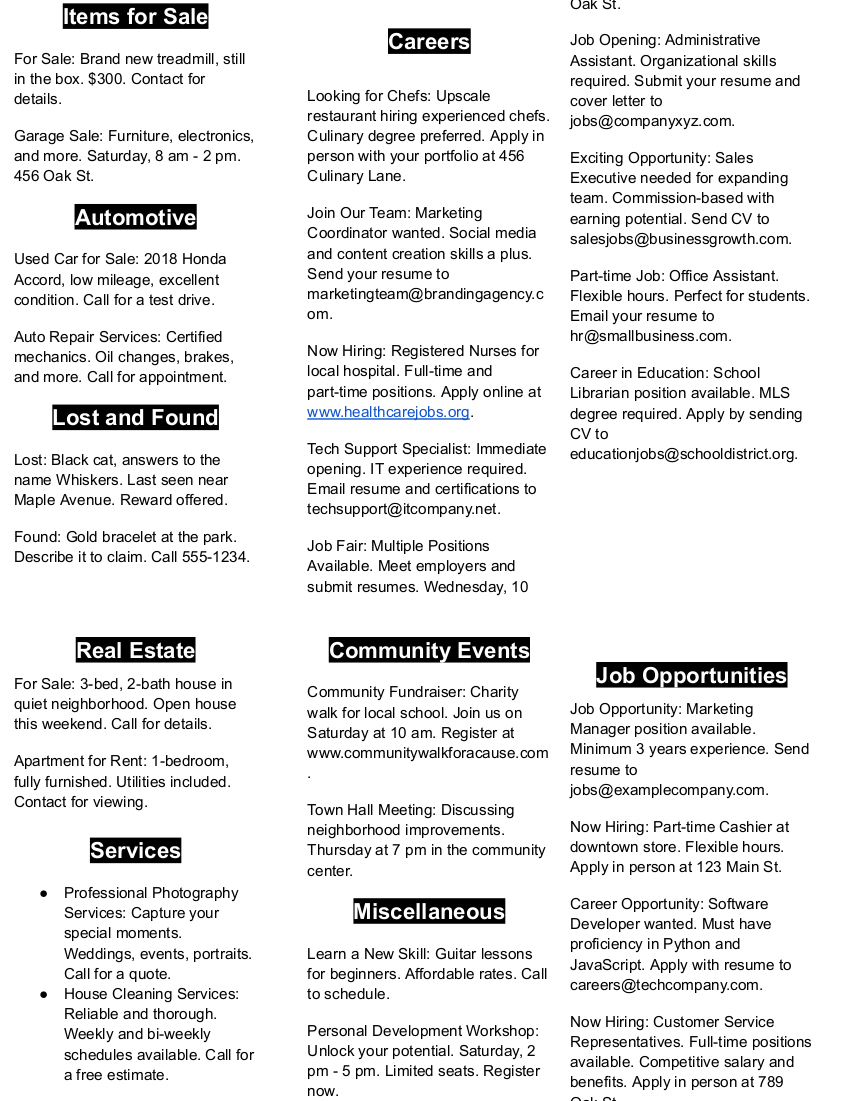 Items for Sale
For Sale: Brand new treadmill, still
in the box. $300. Contact for
details.
Garage Sale: Furniture, electronics,
and more. Saturday, 8 am - 2 pm.
456 Oak St.
Automotive
Used Car for Sale: 2018 Honda
Accord, low mileage, excellent
condition. Call for a test drive.
Auto Repair Services: Certified
mechanics. Oil changes, brakes,
and more. Call for appointment.
Lost and Found
Lost: Black cat, answers to the
name Whiskers. Last seen near
Maple Avenue. Reward offered.
Found: Gold bracelet at the park.
Describe it to claim. Call 555-1234.
Careers
Looking for Chefs: Upscale
restaurant hiring experienced chefs.
Culinary degree preferred. Apply in
person with your portfolio at 456
Culinary Lane.
Join Our Team: Marketing
Coordinator wanted. Social media
and content creation skills a plus.
Send your resume to
marketingteam@brandingagency.c
om.
Now Hiring: Registered Nurses for
local hospital. Full-time and
part-time positions. Apply online at
www.healthcarejobs.org.
Tech Support Specialist: Immediate
opening. IT experience required.
Email resume and certifications to
techsupport@itcompany.net.
Job Fair: Multiple Positions
Available. Meet employers and
submit resumes. Wednesday, 10
Oak St.
Job Opening: Administrative
Assistant. Organizational skills
required. Submit your resume and
cover letter to
jobs@companyxyz.com.
Exciting Opportunity: Sales
Executive needed for expanding
team. Commission-based with
earning potential. Send CV to
salesjobs@businessgrowth.com.
Part-time Job: Office Assistant.
Flexible hours. Perfect for students.
Email your resume to
hr@smallbusiness.com.
Career in Education: School
Librarian position available. MLS
degree required. Apply by sending
CV to
educationjobs@schooldistrict.org.
Real Estate
For Sale: 3-bed, 2-bath house in
quiet neighborhood. Open house
this weekend. Call for details.
Apartment for Rent: 1-bedroom,
fully furnished. Utilities included.
Contact for viewing.
Services
● Professional Photography
Services: Capture your
special moments.
Weddings, events, portraits.
Call for a quote.
● House Cleaning Services:
Reliable and thorough.
Weekly and bi-weekly
schedules available. Call for
a free estimate.
Community Events
Community Fundraiser: Charity
walk for local school. Join us on
Saturday at 10 am. Register at
www.communitywalkforacause.com
.
Town Hall Meeting: Discussing
neighborhood improvements.
Thursday at 7 pm in the community
center.
Miscellaneous
Learn a New Skill: Guitar lessons
for beginners. Affordable rates. Call
to schedule.
Personal Development Workshop:
Unlock your potential. Saturday, 2
pm - 5 pm. Limited seats. Register
now.
Job Opportunities
Job Opportunity: Marketing
Manager position available.
Minimum 3 years experience. Send
resume to
jobs@examplecompany.com.
Now Hiring: Part-time Cashier at
downtown store. Flexible hours.
Apply in person at 123 Main St.
Career Opportunity: Software
Developer wanted. Must have
proficiency in Python and
JavaScript. Apply with resume to
careers@techcompany.com.
Now Hiring: Customer Service
Representatives. Full-time positions
available. Competitive salary and
benefits. Apply in person at 789
Oak St.